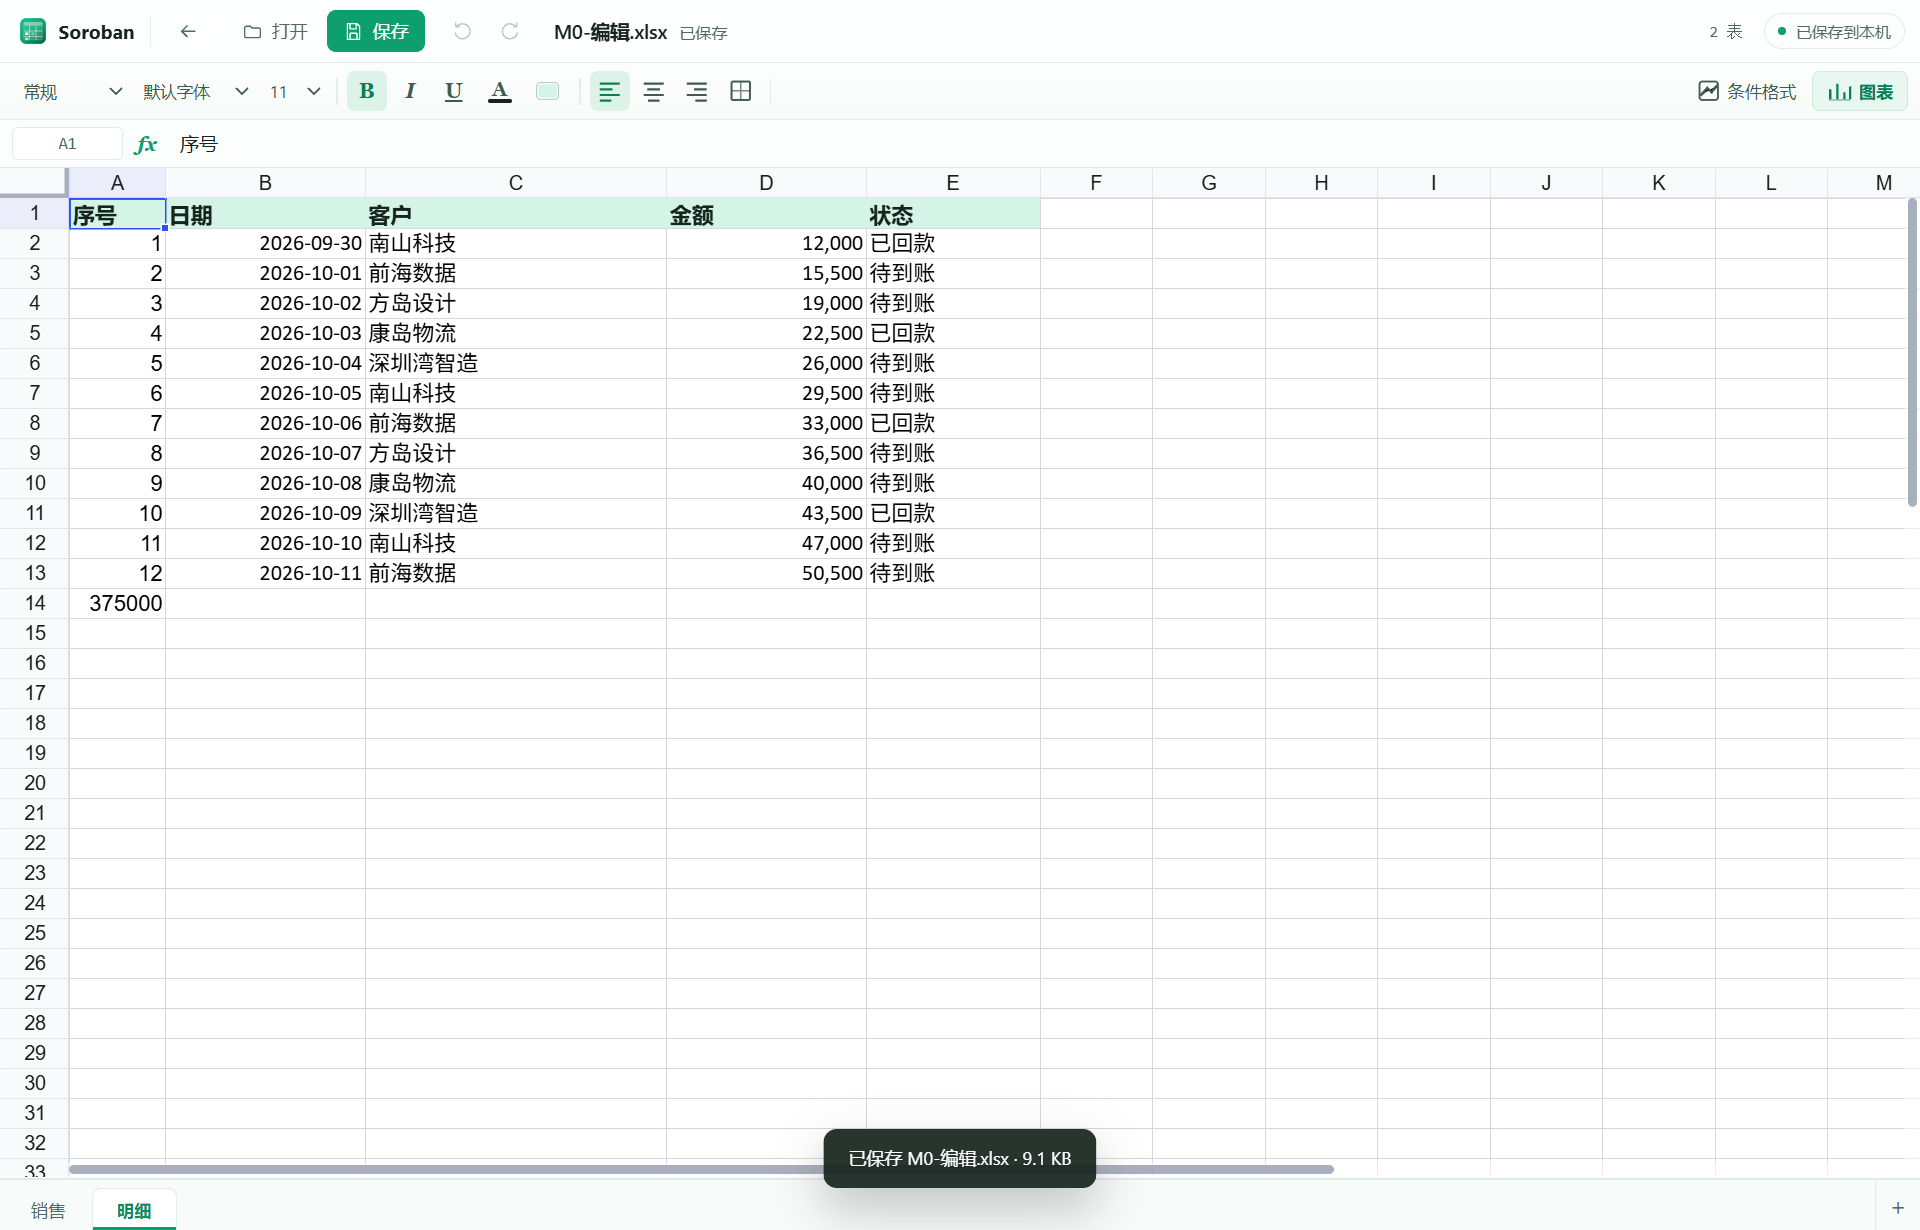 Soroban 打开 保存 M0-编辑.xlsx 已保存 2 表 已保存到本机
常规 默认字体 11 B I U A 条件格式 图表
A1 fx 序号
A B C D E F G H I J K L M
1 序号 日期 客户 金额 状态
2 1 2026-09-30 南山科技 12,000 已回款
3 2 2026-10-01 前海数据 15,500 待到账
4 3 2026-10-02 方岛设计 19,000 待到账
5 4 2026-10-03 康岛物流 22,500 已回款
6 5 2026-10-04 深圳湾智造 26,000 待到账
7 6 2026-10-05 南山科技 29,500 待到账
8 7 2026-10-06 前海数据 33,000 已回款
9 8 2026-10-07 方岛设计 36,500 待到账
10 9 2026-10-08 康岛物流 40,000 待到账
11 10 2026-10-09 深圳湾智造 43,500 已回款
12 11 2026-10-10 南山科技 47,000 待到账
13 12 2026-10-11 前海数据 50,500 待到账
14 375000
15
16
17
18
19
20
21
22
23
24
25
26
27
28
29
30
31
32
33
已保存 M0-编辑.xlsx · 9.1 KB
销售 明细 +